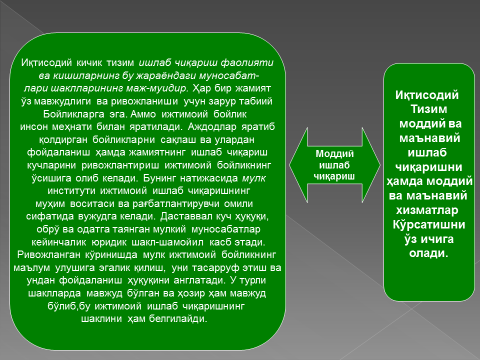 Иқтисодий кичик тизим ишлаб чиқариш фаолияти
ва кишиларнинг бу жараёндаги муносабат-
лари шаклларининг маж-муидир. Ҳар бир жамият
ўз мавжудлиги ва ривожланиши учун зарур табиий
Бойликларга эга. Аммо ижтимоий бойлик
инсон меҳнати билан яратилади. Аждодлар яратиб
қолдирган бойликларни сақлаш ва улардан
фойдаланиш ҳамда жамиятнинг ишлаб чиқариш
кучларини ривожлантириш ижтимоий бойликнинг
ўсишига олиб келади. Бунинг натижасида мулк
институти ижтимоий ишлаб чиқаришнинг
муҳим воситаси ва рағбатлантирувчи омили
сифатида вужудга келади. Даставвал куч ҳуқуқи,
обрў ва одатга таянган мулкий муносабатлар
кейинчалик юридик шакл-шамойил касб этади.
Ривожланган кўринишда мулк ижтимоий бойликнинг
маълум улушига эгалик қилиш, уни тасарруф этиш ва
ундан фойдаланиш ҳуқуқини англатади. У турли
шаклларда мавжуд бўлган ва ҳозир ҳам мавжуд
бўлиб,бу ижтимоий ишлаб чиқаришнинг
шаклини ҳам белгилайди.
Моддий
ишлаб
чиқариш
Иқтисодий
Тизим
моддий ва
маънавий
ишлаб
чиқаришни
ҳамда моддий
ва маънавий
хизматлар
Кўрсатишни
ўз ичига
олади.